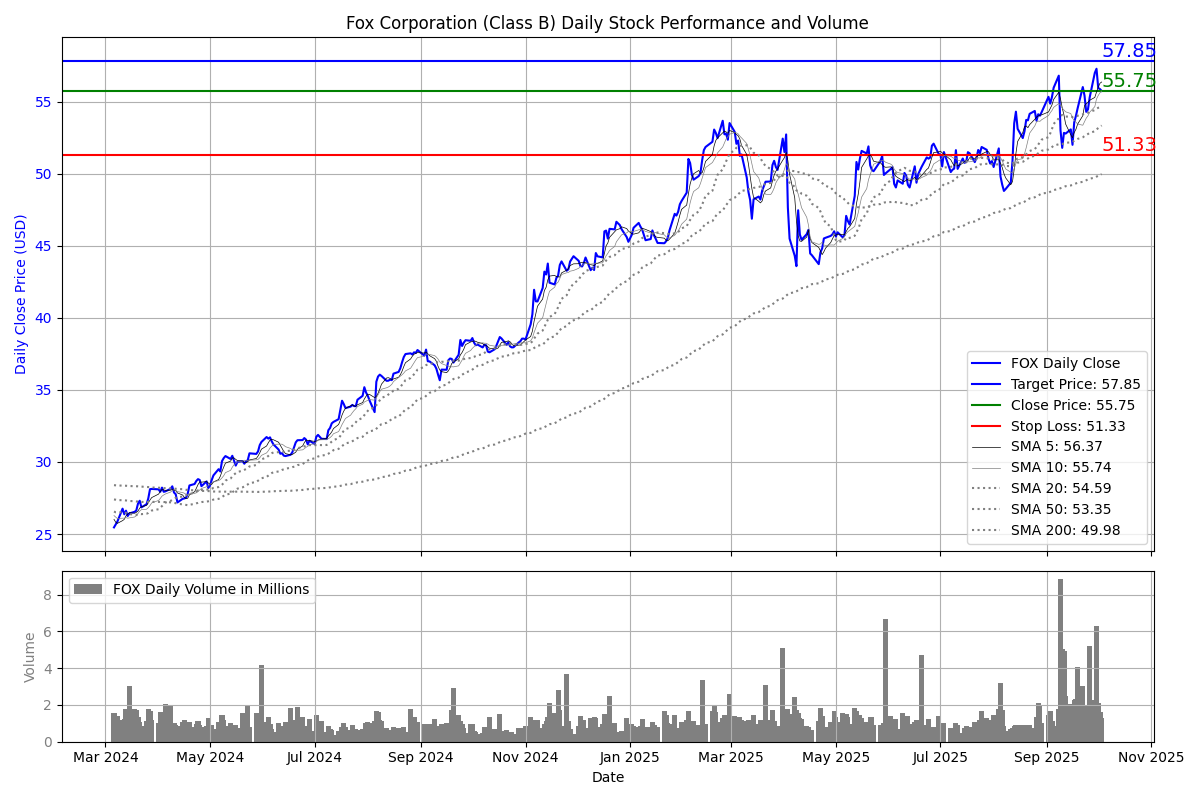 Fox Corporation (Class B) Daily Stock Performance and Volume
57.85
55.75
51.33
Daily Close Price (USD)
55
50
45
40
35
30
25
FOX Daily Close
Target Price: 57.85
Close Price: 55.75
Stop Loss: 51.33
SMA 5: 56.37
SMA 10: 55.74
SMA 20: 54.59
SMA 50: 53.35
SMA 200: 49.98
FOX Daily Volume in Millions
Volume
8
6
4
2
0
Mar 2024 May 2024 Jul 2024 Sep 2024 Nov 2024 Jan 2025 Mar 2025 May 2025 Jul 2025 Sep 2025 Nov 2025
Date